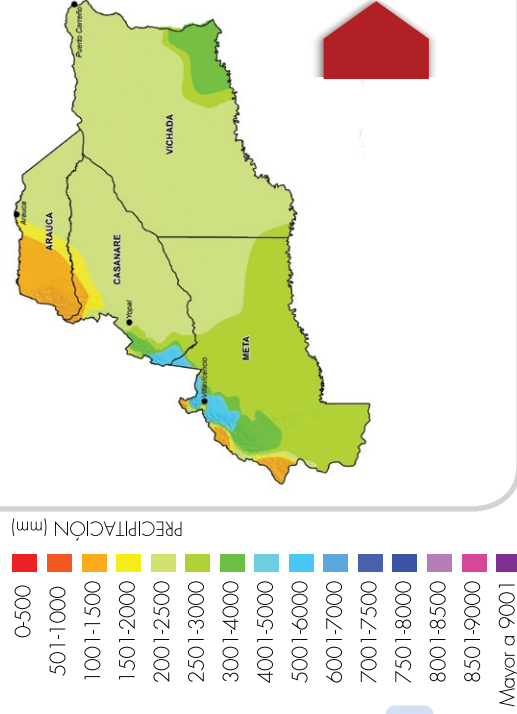 Puerto Carreño
VICHADA
Arauca
ARAUCA
CASANARE
Yopal
META
Villavicencio
PRECIPITACIÓN (mm)
0-500
501-1000
1001-1500
1501-2000
2001-2500
2501-3000
3001-4000
4001-5000
5001-6000
6001-7000
7001-7500
7501-8000
8001-8500
8501-9000
Mayor a 9001